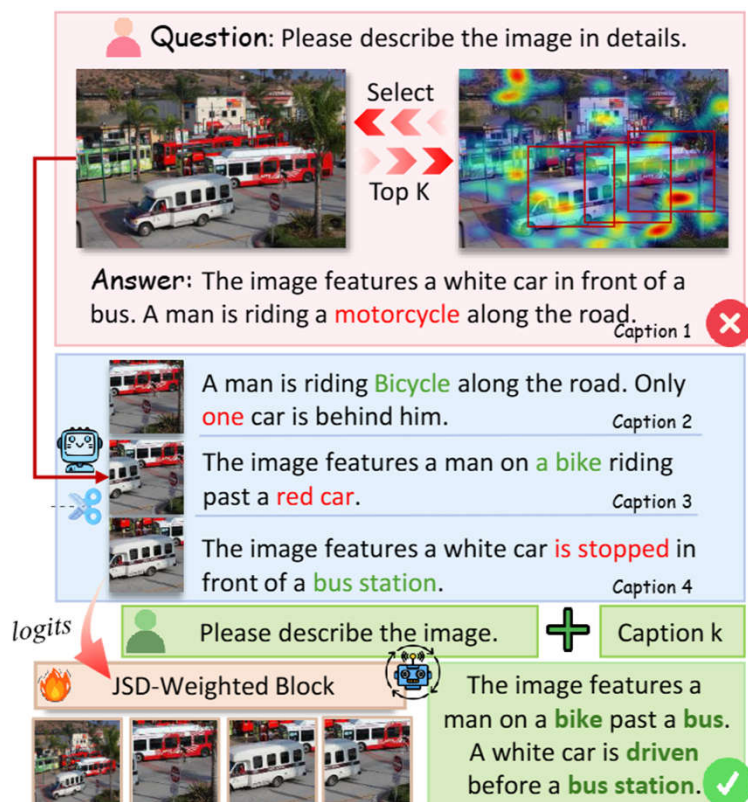 Question: Please describe the image in details.
Select
Top K
Answer: The image features a white car in front of a
bus. A man is riding a motorcycle along the road.
Caption 1
A man is riding Bicycle along the road. Only
one car is behind him.
Caption 2
The image features a man on a bike riding
past a red car.
Caption 3
The image features a white car is stopped in
front of a bus station.
Caption 4
logits
Please describe the image.
Caption k
JSD-Weighted Block
The image features a
man on a bike past a bus.
A white car is driven
before a bus station.